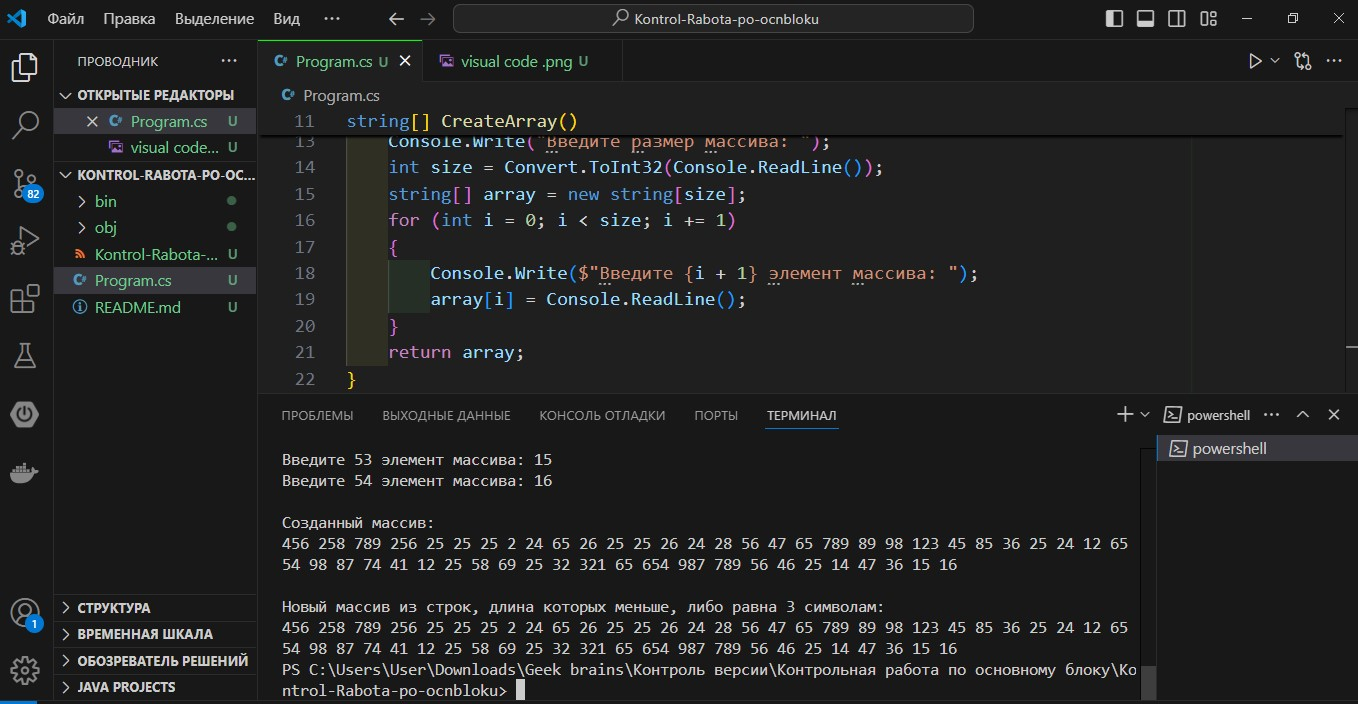 Файл Правка Выделение Вид ··· Kontrol-Rabota-po-ocnbloku
ПРОВОДНИК ···
ОТКРЫТЫЕ РЕДАКТОРЫ
Program.cs U
visual code... U
KONTROL-RABOTA-PO-OC...
bin
obj
Kontrol-Rabota-... U
Program.cs U
README.md U
СТРУКТУРА
ВРЕМЕННАЯ ШКАЛА
ОБОЗРЕВАТЕЛЬ РЕШЕНИЙ
JAVA PROJECTS
82
1
Program.cs U visual code .png U
Program.cs
11 string[] CreateArray()
13 Console.Write("Введите размер массива: ");
14 int size = Convert.ToInt32(Console.ReadLine());
15 string[] array = new string[size];
16 for (int i = 0; i < size; i += 1)
17 {
18 Console.Write($"Введите {i + 1} элемент массива: ");
19 array[i] = Console.ReadLine();
20 }
21 return array;
22 }
ПРОБЛЕМЫ ВЫХОДНЫЕ ДАННЫЕ КОНСОЛЬ ОТЛАДКИ ПОРТЫ ТЕРМИНАЛ powershell ···
powershell
Введите 53 элемент массива: 15
Введите 54 элемент массива: 16
Созданный массив:
456 258 789 256 25 25 25 2 24 65 26 25 25 26 24 28 56 47 65 789 89 98 123 45 85 36 25 24 12 65
54 98 87 74 41 12 25 58 69 25 32 321 65 654 987 789 56 46 25 14 47 36 15 16
Новый массив из строк, длина которых меньше, либо равна 3 символам:
456 258 789 256 25 25 25 2 24 65 26 25 25 26 24 28 56 47 65 789 89 98 123 45 85 36 25 24 12 65
54 98 87 74 41 12 25 58 69 25 32 321 65 654 987 789 56 46 25 14 47 36 15 16
PS C:\Users\User\Downloads\Geek brains\Контроль версии\Контрольная работа по основному блоку\Ko
ntrol-Rabota-po-ocnbloku>